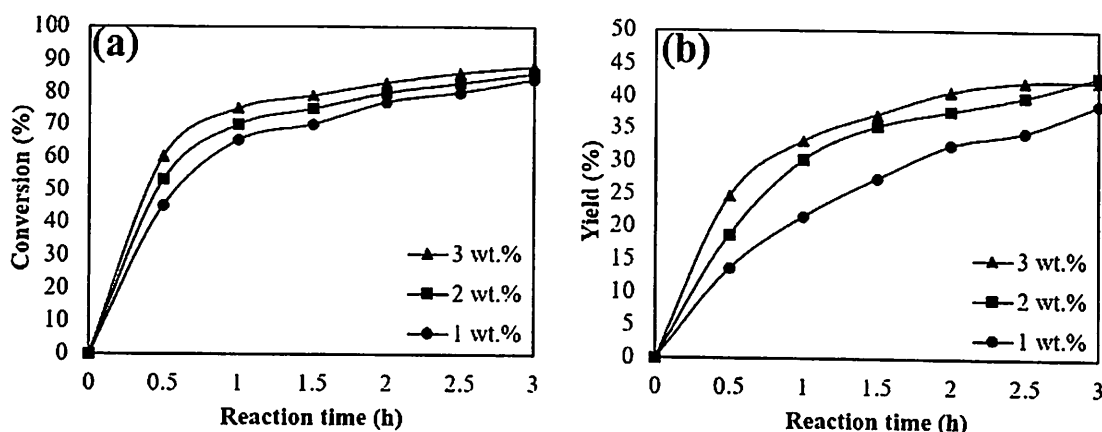 (a)
Conversion (%)
100
90
80
70
60
50
40
30
20
10
0
3 wt.%
2 wt.%
1 wt.%
0 0.5 1 1.5 2 2.5 3
Reaction time (h)
(b)
Yield (%)
50
45
40
35
30
25
20
15
10
5
0
3 wt.%
2 wt.%
1 wt.%
0 0.5 1 1.5 2 2.5 3
Reaction time (h)